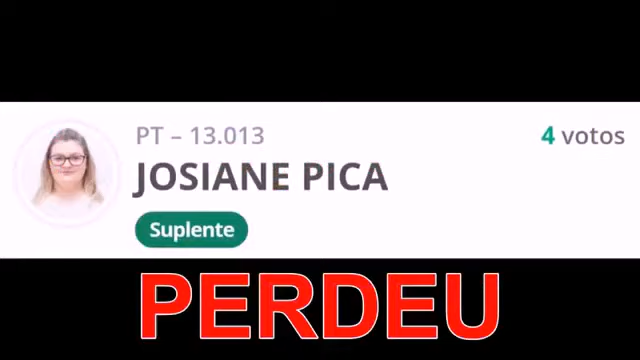 PT – 13.013
4 votos
JOSIANE PICA
Suplente
PERDEU